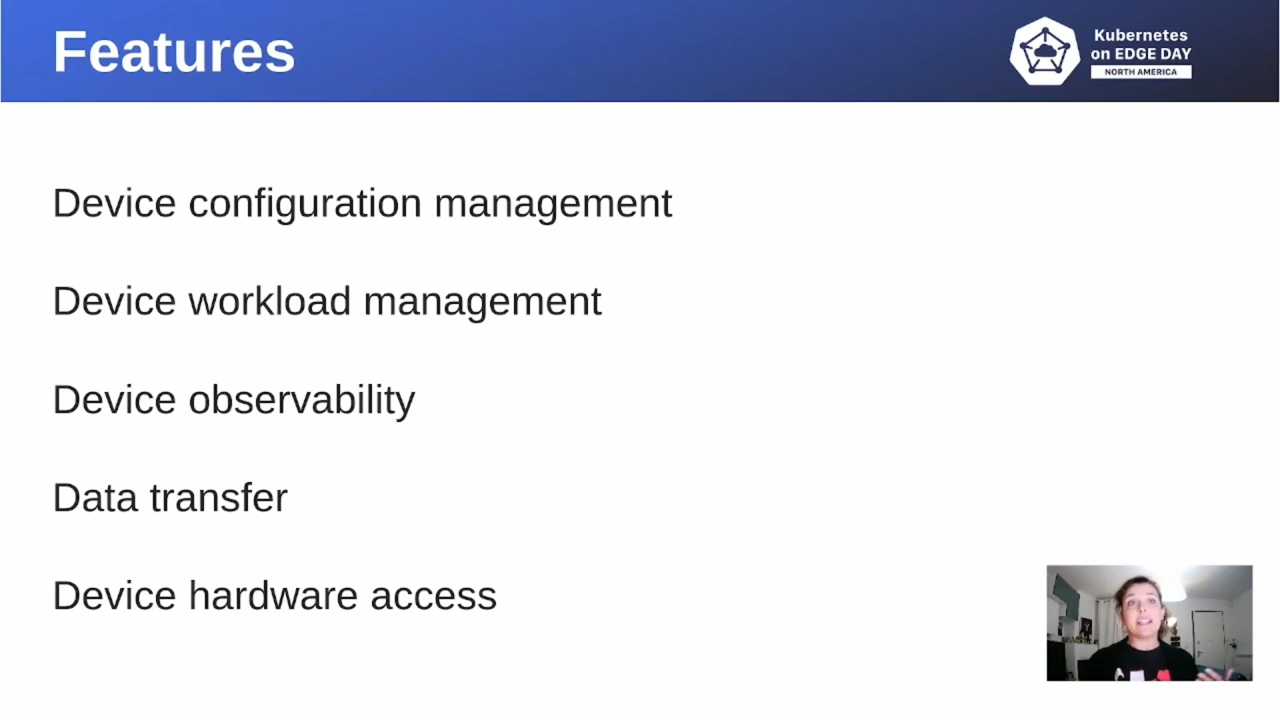 Features
Kubernetes
on EDGE DAY
NORTH AMERICA
Device configuration management
Device workload management
Device observability
Data transfer
Device hardware access